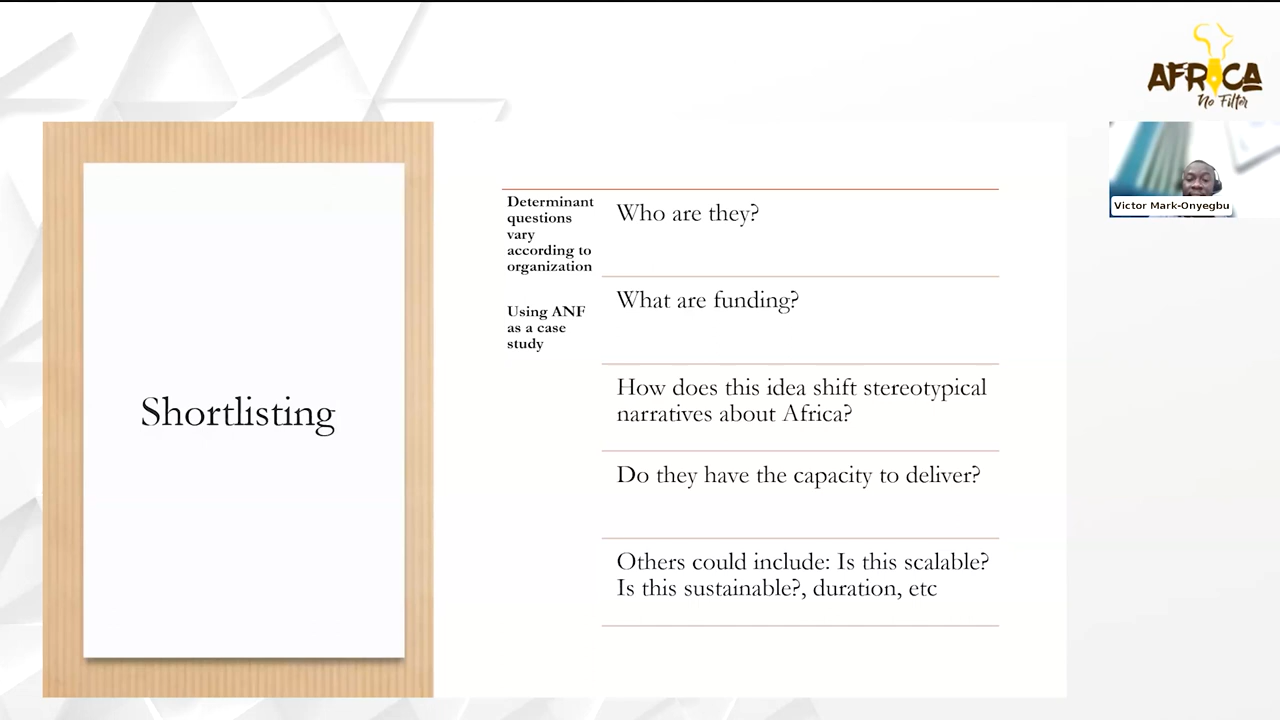 AFRICA
No Filter
Victor Mark-Onyegbu
Shortlisting
Determinant
questions
vary
according to
organization
Using ANF
as a case
study
Who are they?
What are funding?
How does this idea shift stereotypical
narratives about Africa?
Do they have the capacity to deliver?
Others could include: Is this scalable?
Is this sustainable?, duration, etc